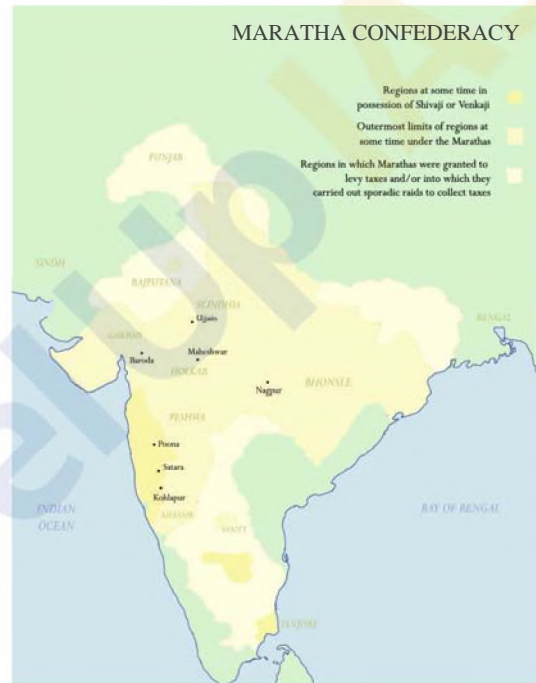 MARATHA CONFEDERACY
Regions at some time in
possession of Shivaji or Venkaji
Outermost limits of regions at
some time under the Marathas
Regions in which Marathas were granted to
levy taxes and/or into which they
carried out sporadic raids to collect taxes
PUNJAB
SINDH
RAJPUTANA
SCINDHIA
Ujjain
BENGAL
Baroda
Maheshwar
HOLKAR
BHONSLE
Nagpur
PESHWA
Poona
Satara
Kohlapur
INDIAN
OCEAN
BAY OF BENGAL
TANJORE